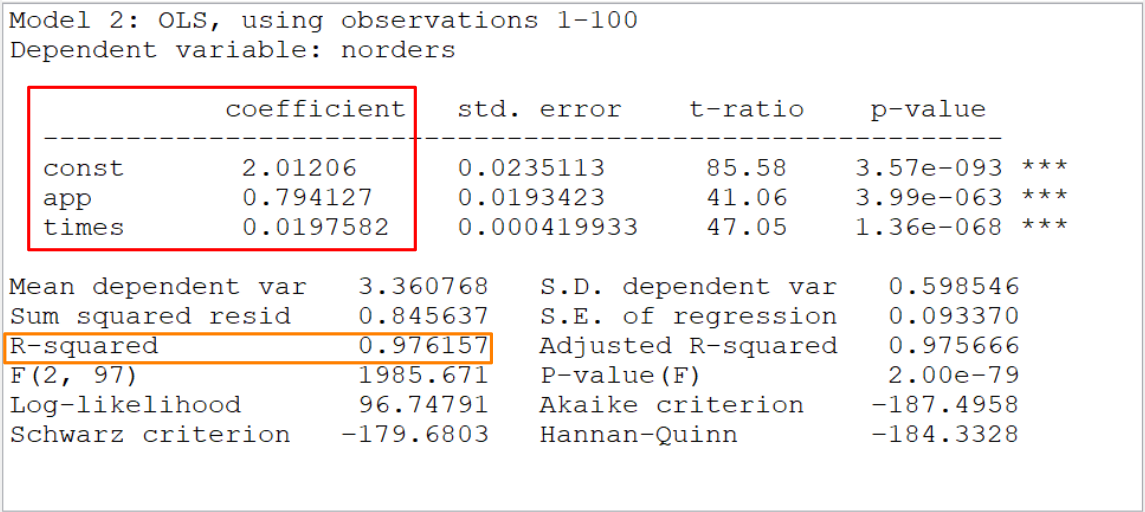 Model 2: OLS, using observations 1-100
Dependent variable: norders
coefficient std. error t-ratio p-value
---------------------------------------------------------
const 2.01206 0.0235113 85.58 3.57e-093 ***
app 0.794127 0.0193423 41.06 3.99e-063 ***
times 0.0197582 0.000419933 47.05 1.36e-068 ***
Mean dependent var 3.360768 S.D. dependent var 0.598546
Sum squared resid 0.845637 S.E. of regression 0.093370
R-squared 0.976157 Adjusted R-squared 0.975666
F(2, 97) 1985.671 P-value(F) 2.00e-79
Log-likelihood 96.74791 Akaike criterion -187.4958
Schwarz criterion -179.6803 Hannan-Quinn -184.3328